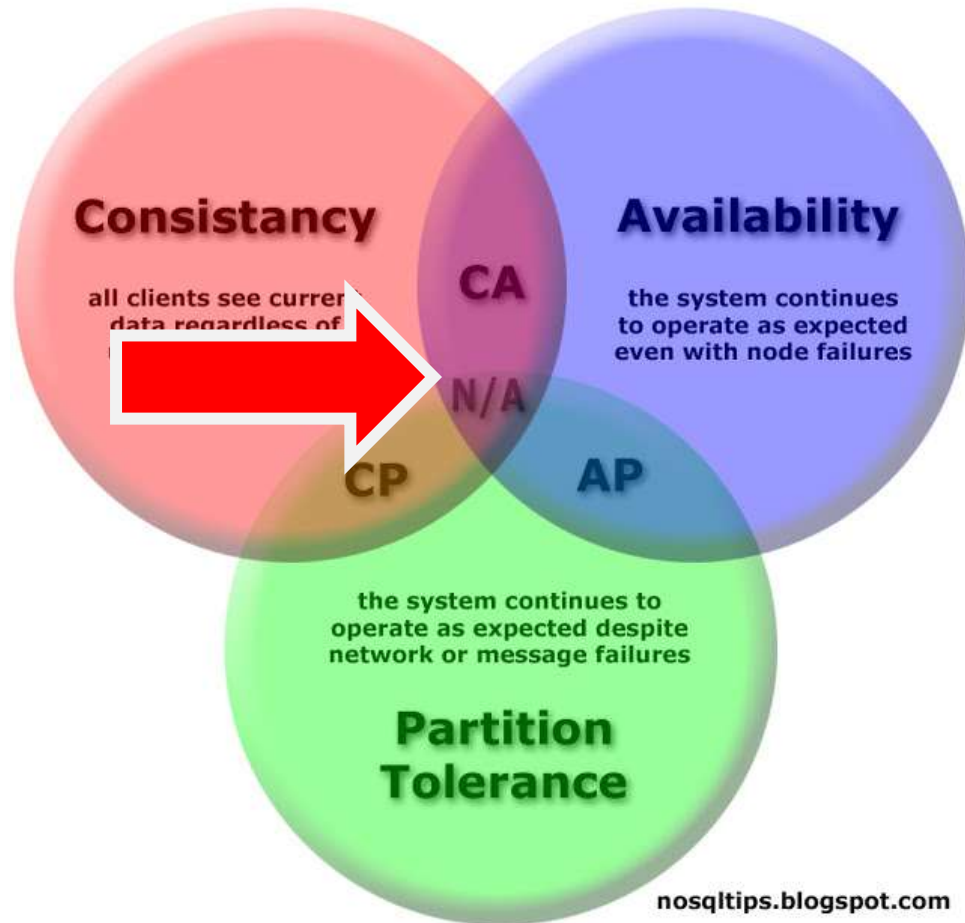 Consistancy
all clients see current
data regardless of
Availability
the system continues
to operate as expected
even with node failures
CA
N/A
CP
AP
the system continues to
operate as expected despite
network or message failures
Partition
Tolerance
nosqltips.blogspot.com